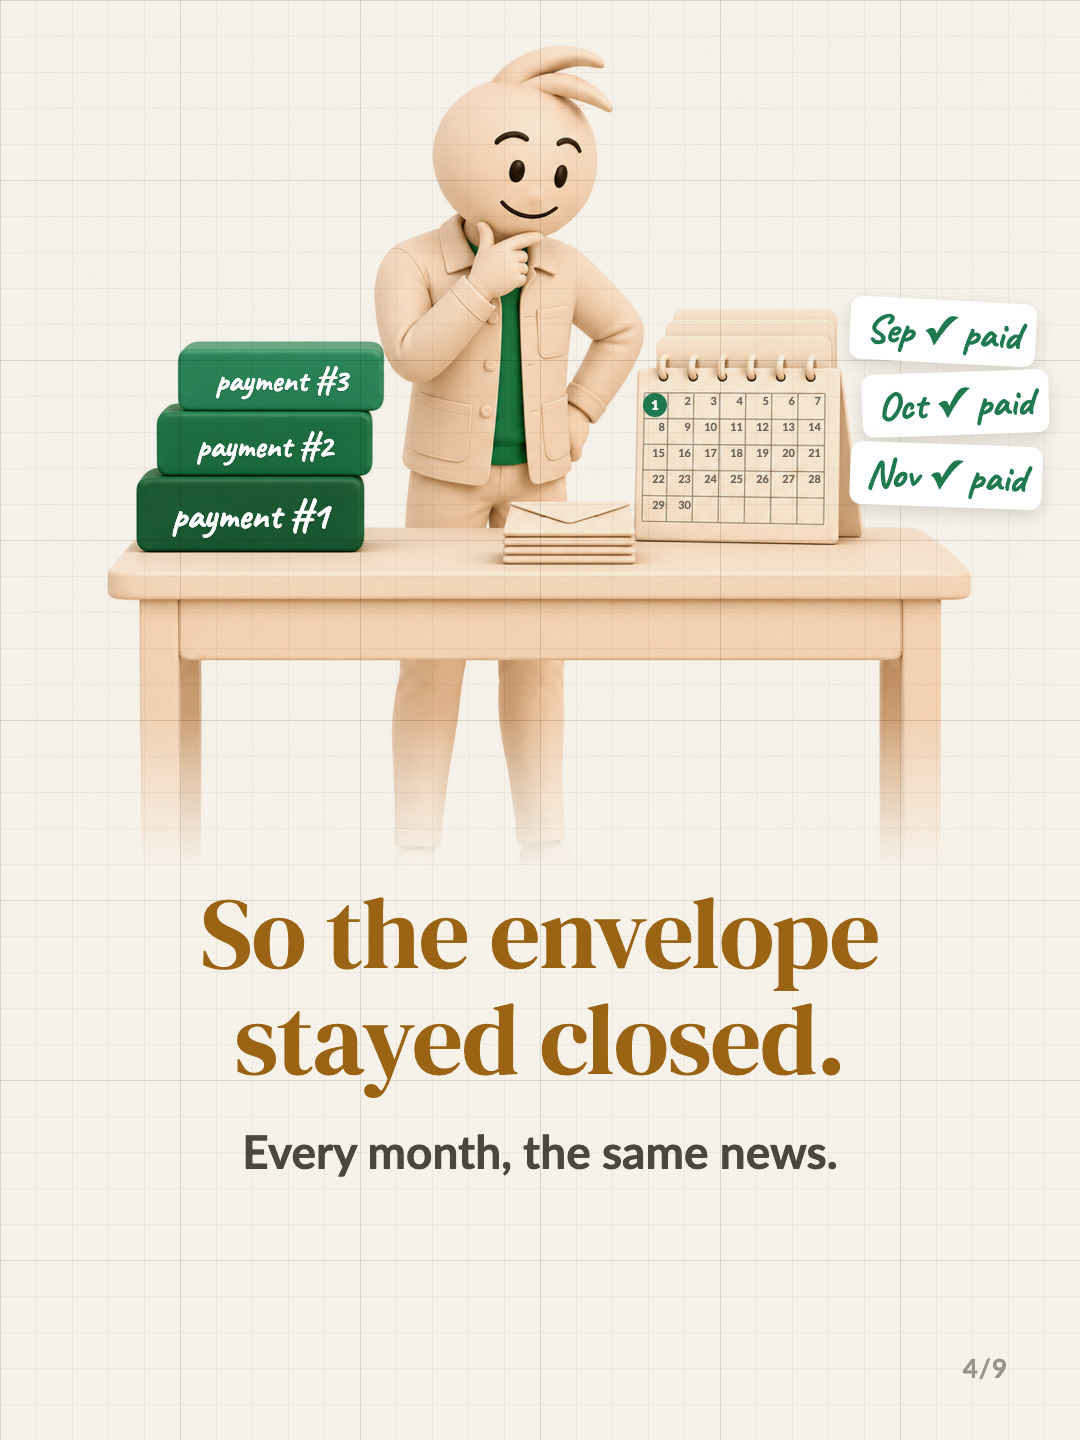 payment #3
payment #2
payment #1
Sep ✓ paid
Oct ✓ paid
Nov ✓ paid
1 2 3 4 5 6 7
8 9 10 11 12 13 14
15 16 17 18 19 20 21
22 23 24 25 26 27 28
29 30
So the envelope
stayed closed.
Every month, the same news.
4/9